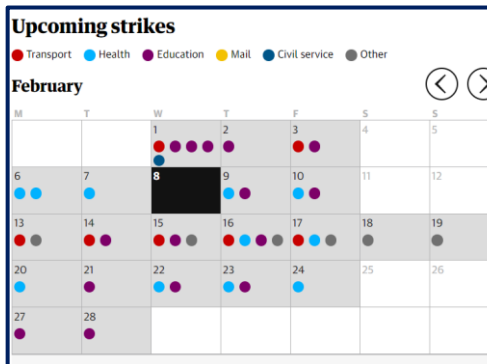 Upcoming strikes
Transport Health Education Mail Civil service Other
February
M T W T F S S
1 2 3 4 5
6 7 8 9 10 11 12
13 14 15 16 17 18 19
20 21 22 23 24 25 26
27 28